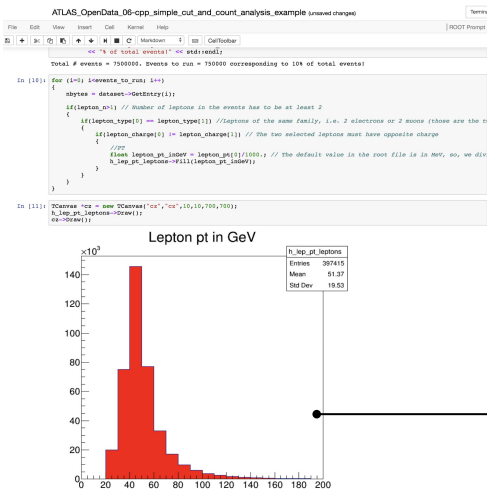 ATLAS_OpenData_06-cpp_simple_cut_and_count_analysis_example (unsaved changes)
Termina
File Edit View Insert Cell Kernel Help
ROOT Prompt
Markdown CellToolbar
<< "% of total events!" << std::endl;
Total # events = 7500000. Events to run = 750000 corresponding to 10% of total events!
In [10]: for (i=0; i<events_to_run; i++)
{
nbytes = dataset->GetEntry(i);
if(lepton_n>1) // Number of leptons in the events has to be at least 2
{
if(lepton_type[0] == lepton_type[1]) //Leptons of the same family, i.e. 2 electrons or 2 muons (those are the t
{
if(lepton_charge[0] != lepton_charge[1]) // The two selected leptons must have opposite charge
{
//PT
float lepton_pt_inGeV = lepton_pt[0]/1000.; // The default value in the root file is in MeV, so, we div
h_lep_pt_leptons->Fill(lepton_pt_inGeV);
}
}
}
}
In [11]: TCanvas *cz = new TCanvas("cz","cz",10,10,700,700);
h_lep_pt_leptons->Draw();
cz->Draw();
Lepton pt in GeV
×10³
h_lep_pt_leptons
Entries 397415
Mean 51.37
Std Dev 19.53
140
120
100
80
60
40
20
0
0 20 40 60 80 100 120 140 160 180 200